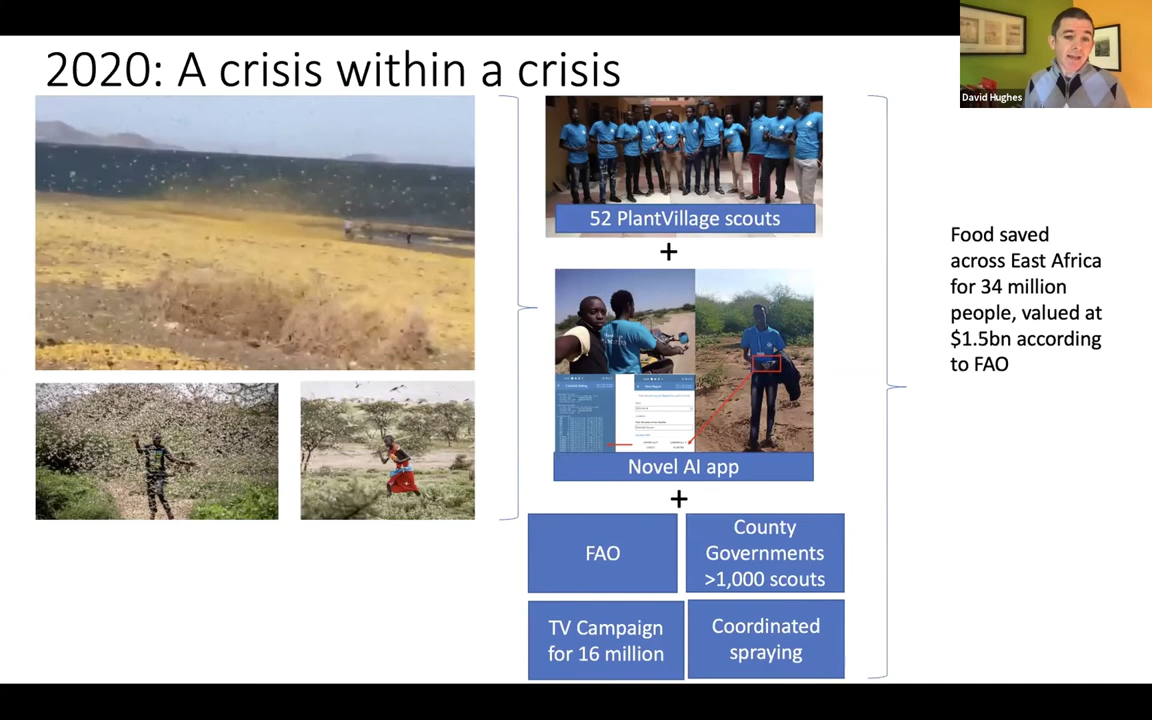 2020: A crisis within a crisis
David Hughes
52 PlantVillage scouts
+
Novel AI app
+
FAO
County
Governments
>1,000 scouts
TV Campaign
for 16 million
Coordinated
spraying
Food saved
across East Africa
for 34 million
people, valued at
$1.5bn according
to FAO